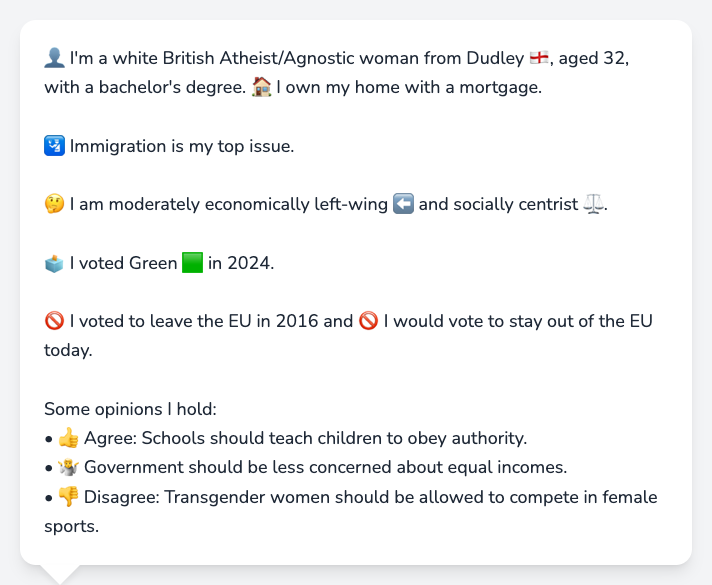 👤 I'm a white British Atheist/Agnostic woman from Dudley 🏴󠁧󠁢󠁥󠁮󠁧󠁿, aged 32,
with a bachelor's degree. 🏠 I own my home with a mortgage.
🛂 Immigration is my top issue.
🤔 I am moderately economically left-wing ⬅️ and socially centrist ⚖️.
🗳️ I voted Green 🟩 in 2024.
🚫 I voted to leave the EU in 2016 and 🚫 I would vote to stay out of the EU
today.
Some opinions I hold:
• 👍 Agree: Schools should teach children to obey authority.
• 🤷 Government should be less concerned about equal incomes.
• 👎 Disagree: Transgender women should be allowed to compete in female
sports.